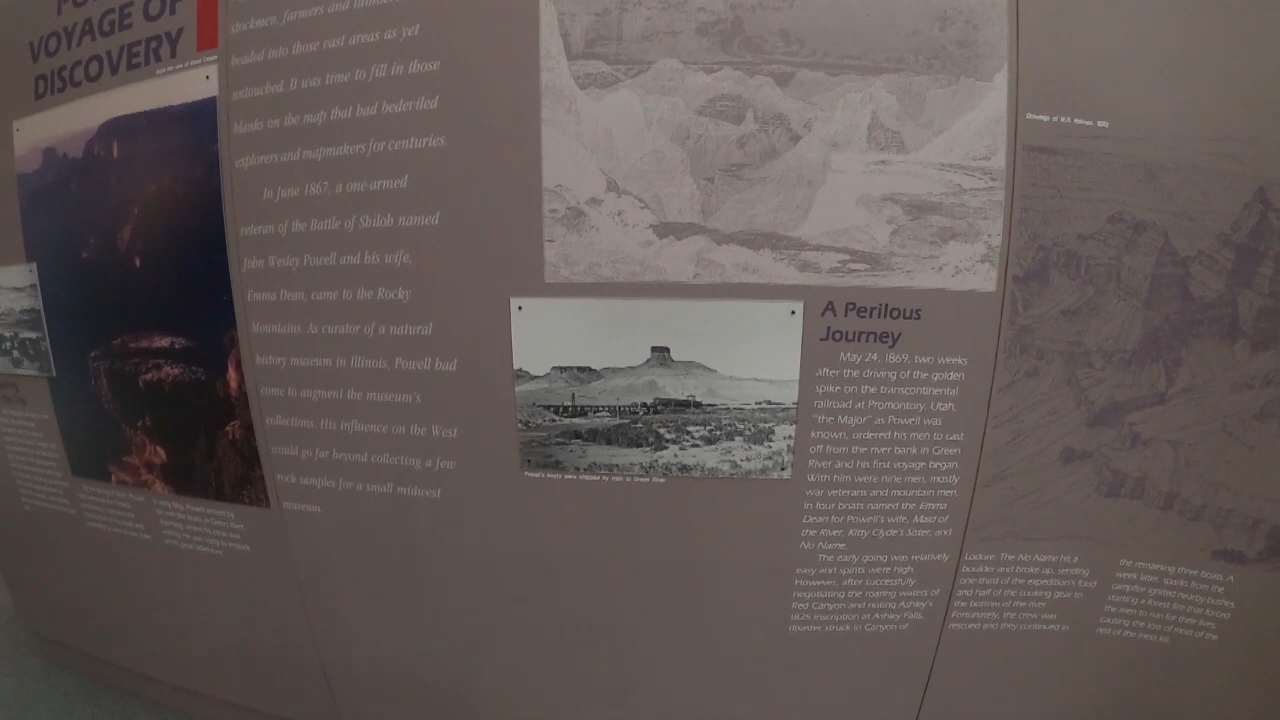 VOYAGE OF
DISCOVERY
stockmen, farmers and
headed into those vast areas as yet
untouched. It was time to fill in those
blanks on the map that had bedeviled
explorers and mapmakers for centuries.
In June 1867, a one-armed
veteran of the Battle of Shiloh named
John Wesley Powell and his wife,
Emma Dean, came to the Rocky
Mountains. As curator of a natural
history museum in Illinois, Powell had
come to augment the museum's
collections. His influence on the West
would go far beyond collecting a few
rock samples for a small midwest
museum.
Powell's boats were shipped by train to Green River
A Perilous
Journey
May 24, 1869, two weeks
after the driving of the golden
spike on the transcontinental
railroad at Promontory, Utah,
"the Major" as Powell was
known, ordered his men to cast
off from the river bank in Green
River and his first voyage began.
With him were nine men, mostly
war veterans and mountain men,
in four boats named the Emma
Dean for Powell's wife, Maid of
the River, Kitty Clyde's Sister, and
No Name.
The early going was relatively
easy and spirits were high.
However, after successfully
negotiating the roaring waters of
Red Canyon and noting Ashley's
1825 inscription at Ashley Falls,
disaster struck in Canyon of
Lodore. The No Name hit a
boulder and broke up, sending
one-third of the expedition's food
and half of the cooking gear to
the bottom of the river.
Fortunately, the crew was
rescued and they continued in
the remaining three boats. A
week later, sparks from the
campfire ignited nearby bushes,
starting a forest fire that forced
the men to run for their lives,
causing the loss of most of the
rest of the mess kit.
Drawings of W.H. Holmes, 1882